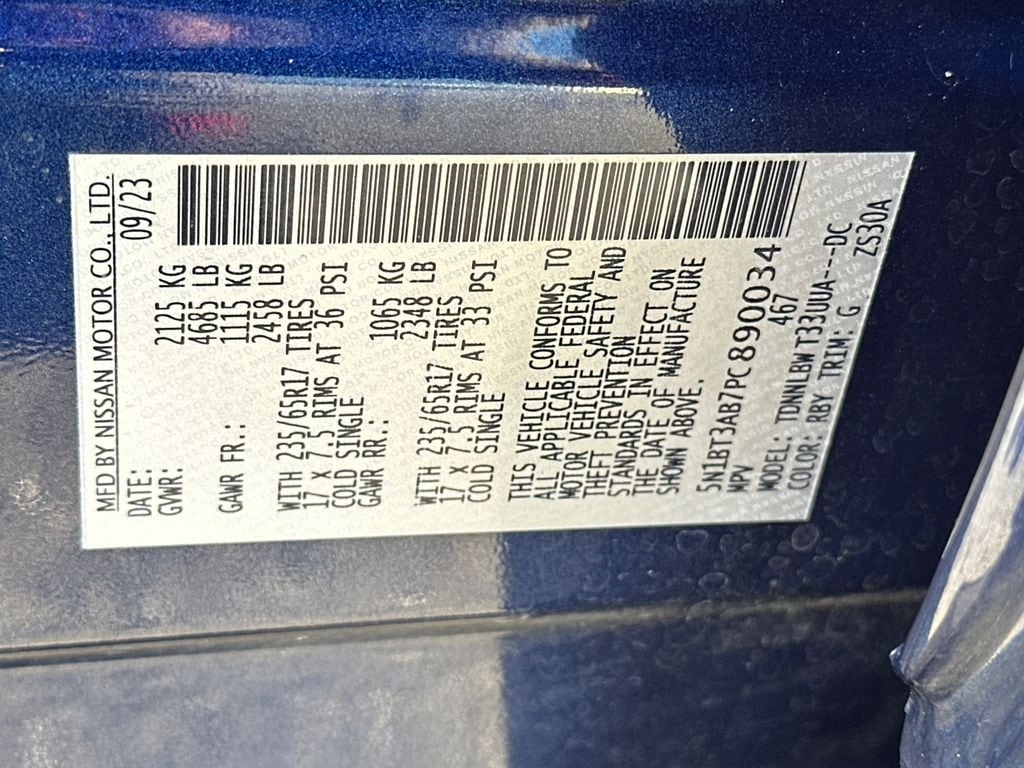 MFD BY NISSAN MOTOR CO., LTD.
DATE: 09/23
GVWR: 2125 KG
4685 LB
GAWR FR.: 1115 KG
2458 LB
WITH 235/65R17 TIRES
17 X 7.5 RIMS AT 36 PSI
COLD SINGLE
GAWR RR.: 1065 KG
2348 LB
WITH 235/65R17 TIRES
17 X 7.5 RIMS AT 33 PSI
COLD SINGLE
THIS VEHICLE CONFORMS TO
ALL APPLICABLE FEDERAL
MOTOR VEHICLE SAFETY AND
THEFT PREVENTION
STANDARDS IN EFFECT ON
THE DATE OF MANUFACTURE
SHOWN ABOVE.
5N1BT3AB7PC890034
MPV 467
MODEL: TDNNLBWT33UUA----DC
COLOR: RBY TRIM: G ZS30A